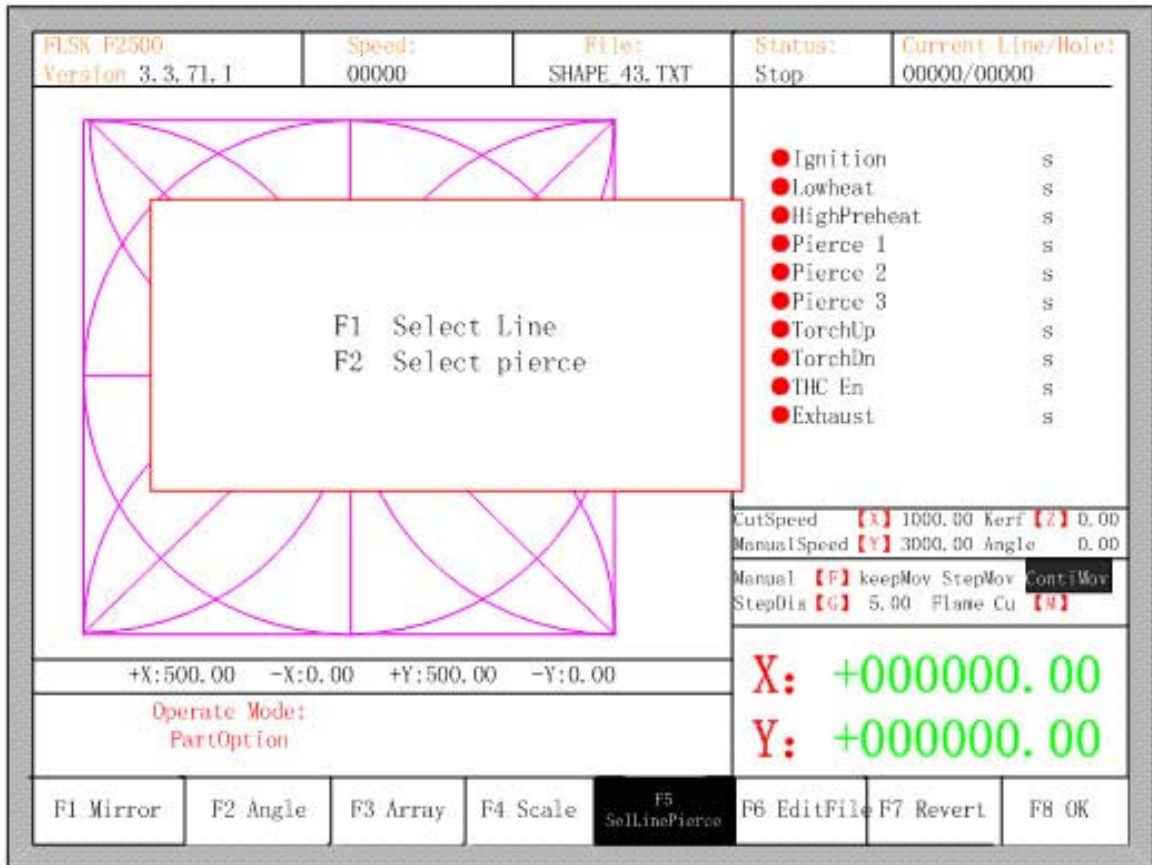 FLSK F2500
Version 3.3.71.1
Speed:
00000
File:
SHAPE_43.TXT
Status:
Stop
Current Line/Hole:
00000/00000
Ignition s
Lowheat s
HighPreheat s
Pierce 1 s
Pierce 2 s
Pierce 3 s
TorchUp s
TorchDn s
THC En s
Exhaust s
F1 Select Line
F2 Select pierce
CutSpeed 【X】 1000.00 Kerf 【Z】 0.00
ManualSpeed 【Y】 3000.00 Angle 0.00
Manual 【F】 keepMov StepMov ContiMov
StepDis 【G】 5.00 Flame Cu 【M】
+X:500.00 -X:0.00 +Y:500.00 -Y:0.00
X: +000000.00
Y: +000000.00
Operate Mode:
PartOption
F1 Mirror
F2 Angle
F3 Array
F4 Scale
F5
SelLinePierce
F6 EditFile
F7 Revert
F8 OK